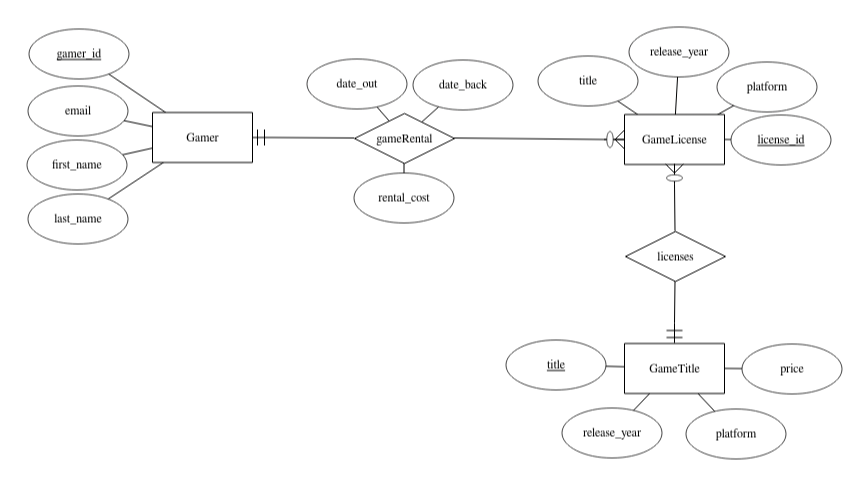 gamer_id
email
first_name
last_name
Gamer
date_out
date_back
gameRental
rental_cost
title
release_year
platform
GameLicense
license_id
licenses
title
GameTitle
price
release_year
platform